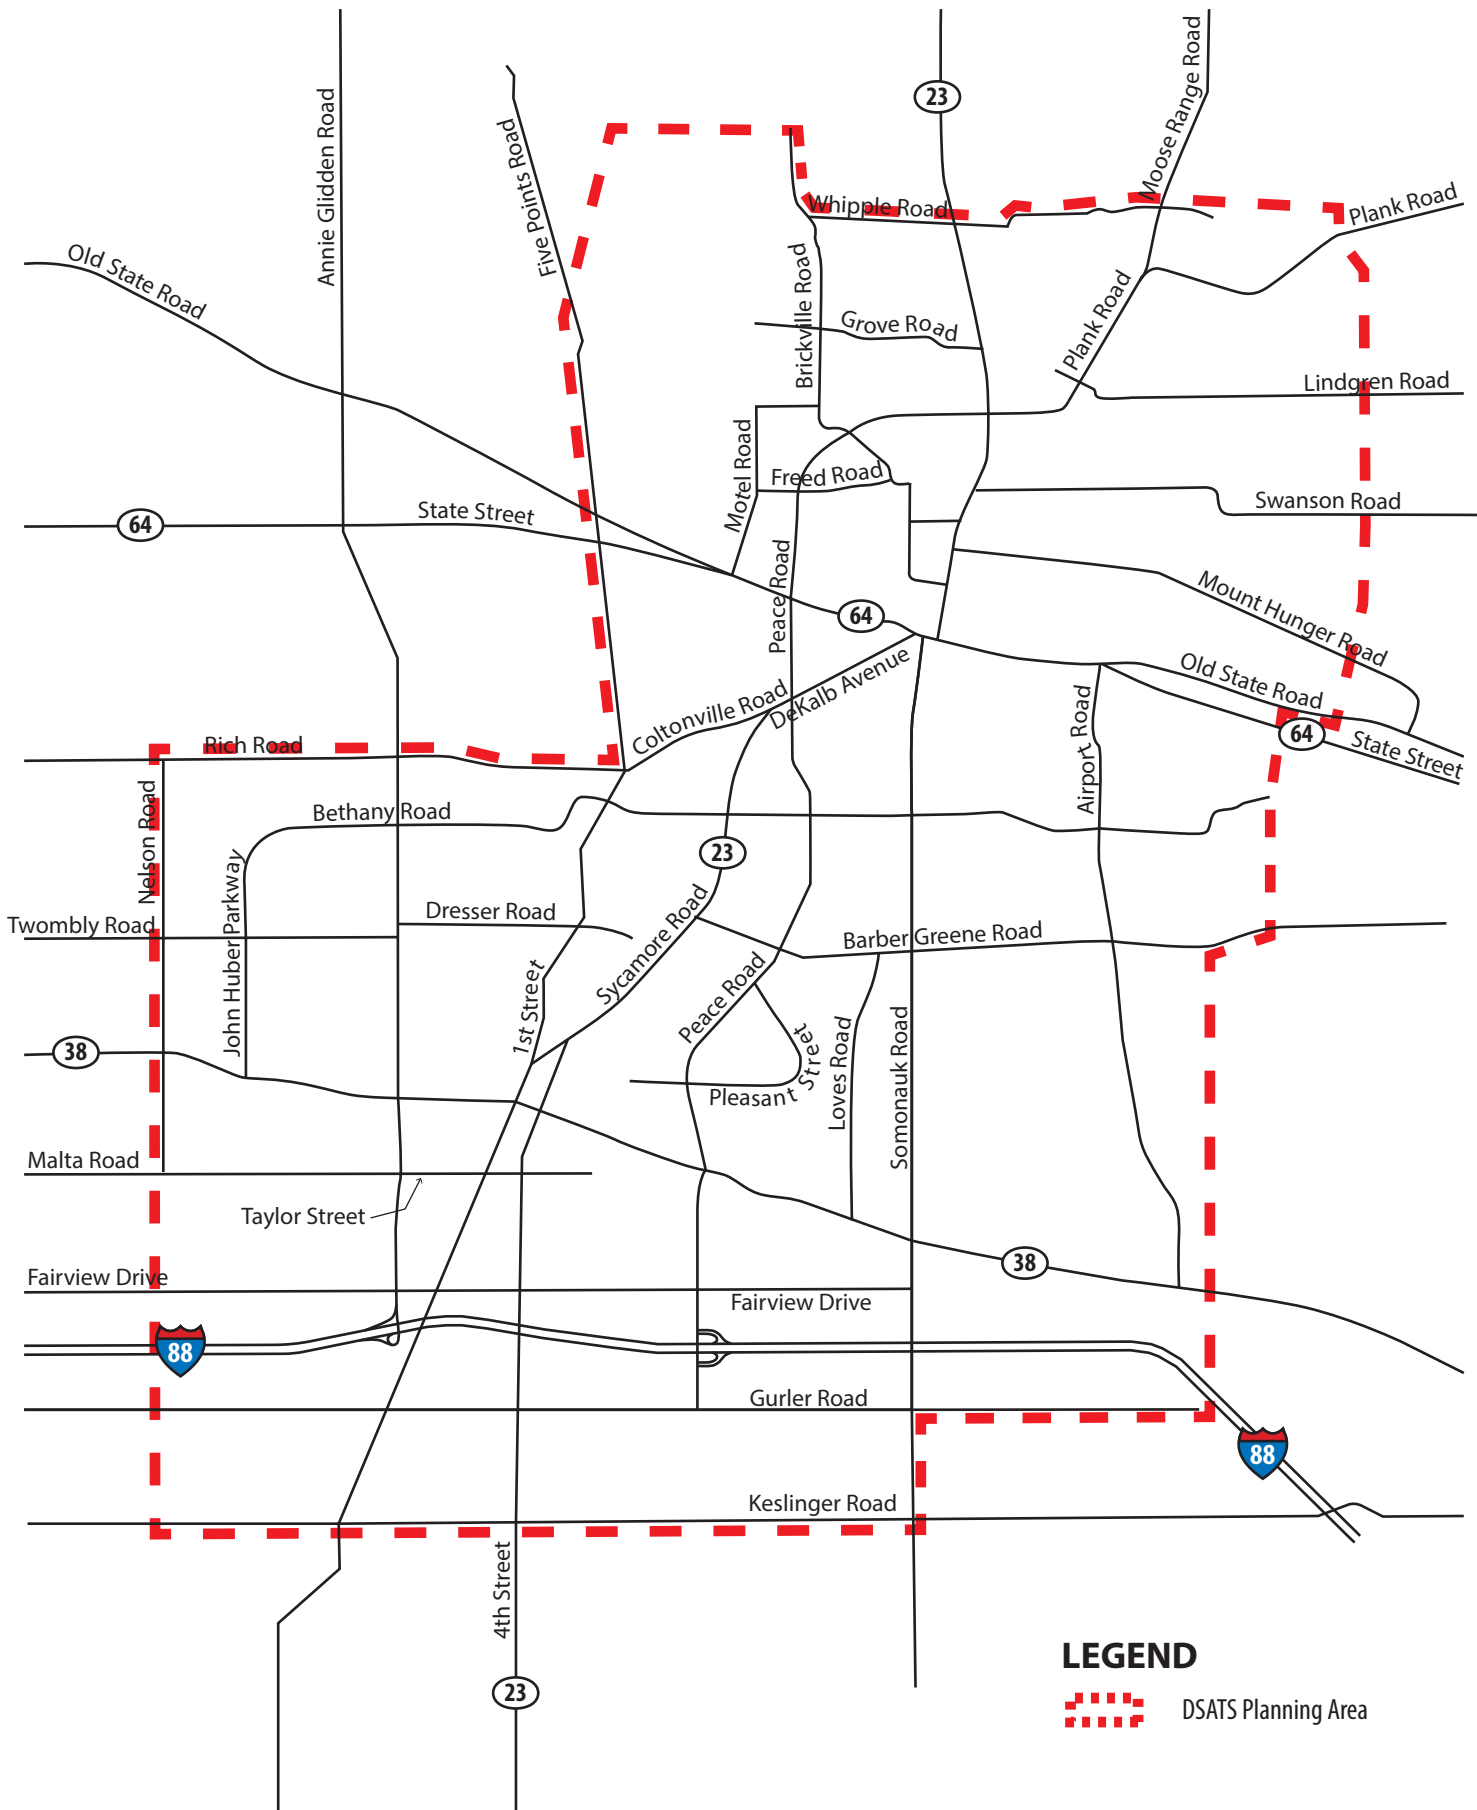 23
Moose Range Road
Annie Glidden Road
Five Points Road
Whipple Road
Plank Road
Old State Road
Brickville Road
Grove Road
Plank Road
Lindgren Road
Motel Road
Freed Road
64
State Street
Swanson Road
Peace Road
64
Mount Hunger Road
DeKalb Avenue
Old State Road
Coltonville Road
Airport Road
64
State Street
Rich Road
Nelson Road
Bethany Road
23
John Huber Parkway
Dresser Road
Sycamore Road
Twombly Road
Barber Greene Road
1st Street
Peace Road
Pleasant Street
Loves Road
Somonauk Road
38
Malta Road
Taylor Street
38
Fairview Drive
Fairview Drive
88
Gurler Road
88
Keslinger Road
4th Street
23
LEGEND
DSATS Planning Area